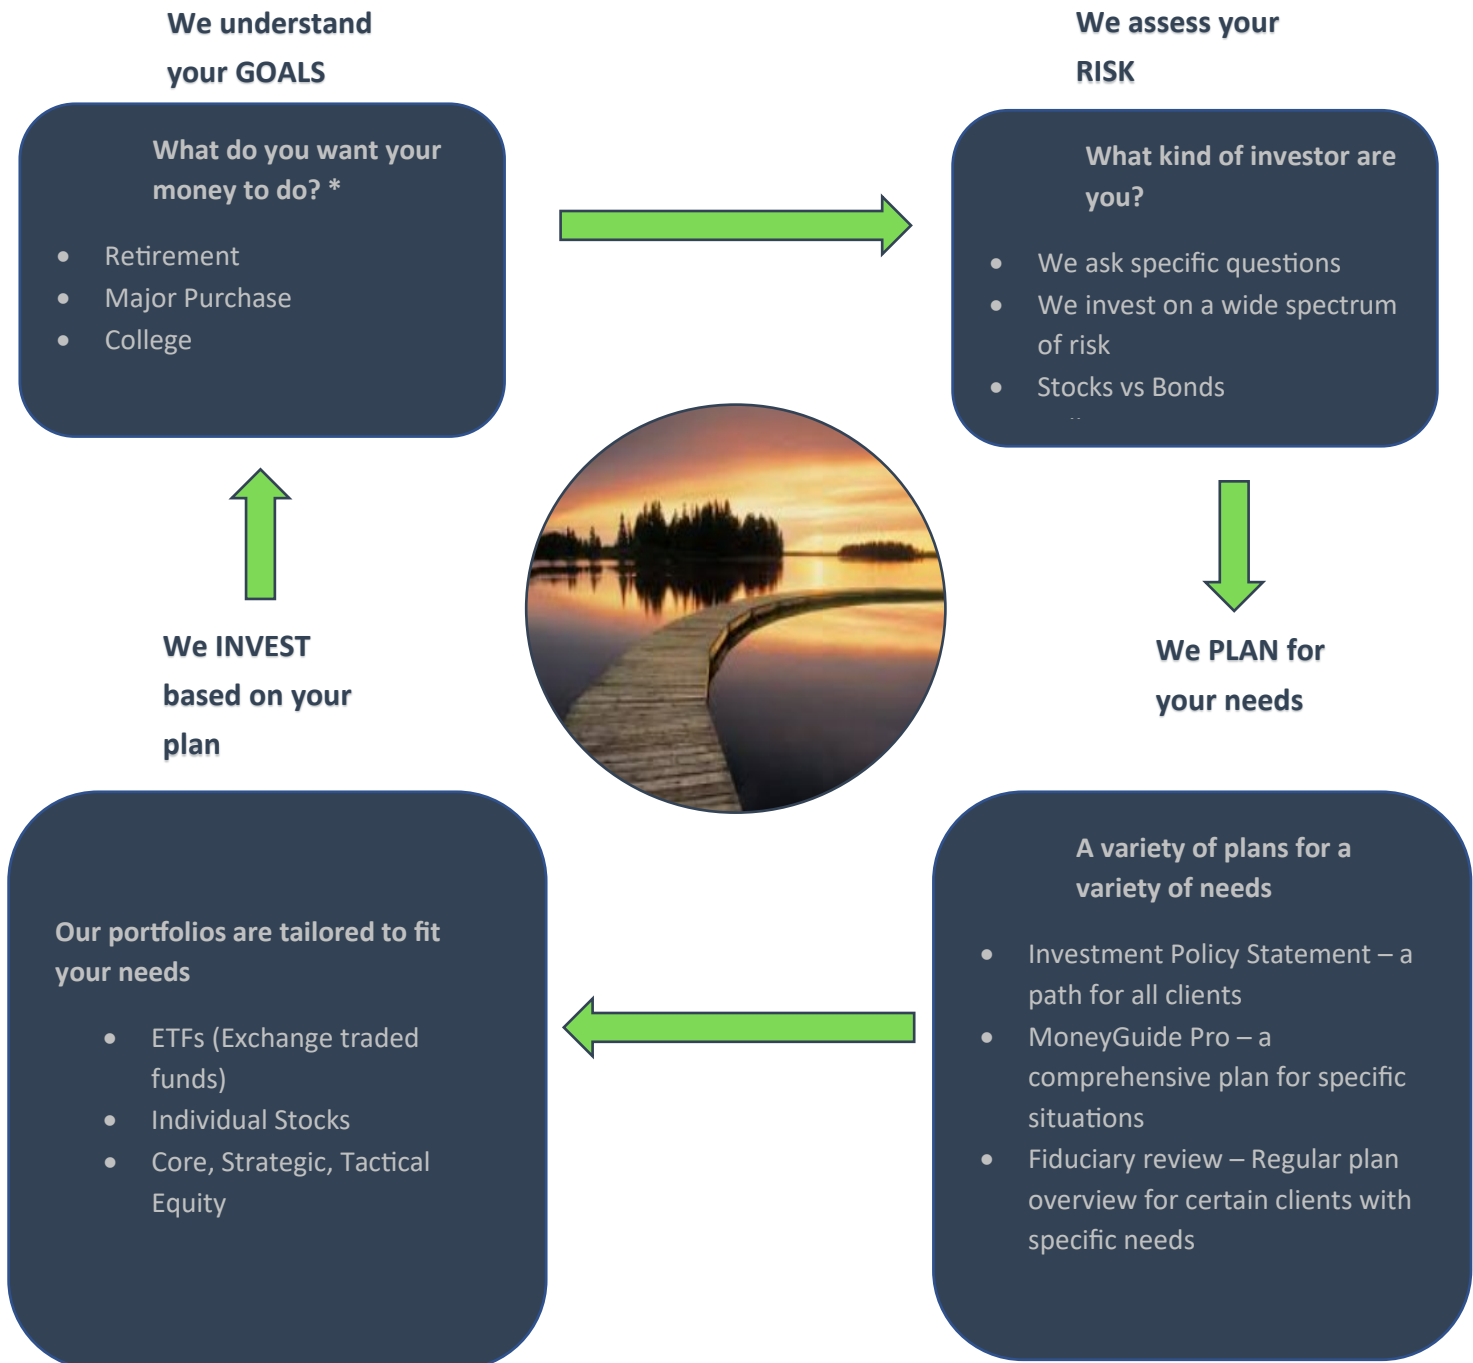 We understand
your GOALS
What do you want your
money to do? *
• Retirement
• Major Purchase
• College
We assess your
RISK
What kind of investor are
you?
• We ask specific questions
• We invest on a wide spectrum
of risk
• Stocks vs Bonds
We PLAN for
your needs
A variety of plans for a
variety of needs
• Investment Policy Statement – a
path for all clients
• MoneyGuide Pro – a
comprehensive plan for specific
situations
• Fiduciary review – Regular plan
overview for certain clients with
specific needs
We INVEST
based on your
plan
Our portfolios are tailored to fit
your needs
• ETFs (Exchange traded
funds)
• Individual Stocks
• Core, Strategic, Tactical
Equity